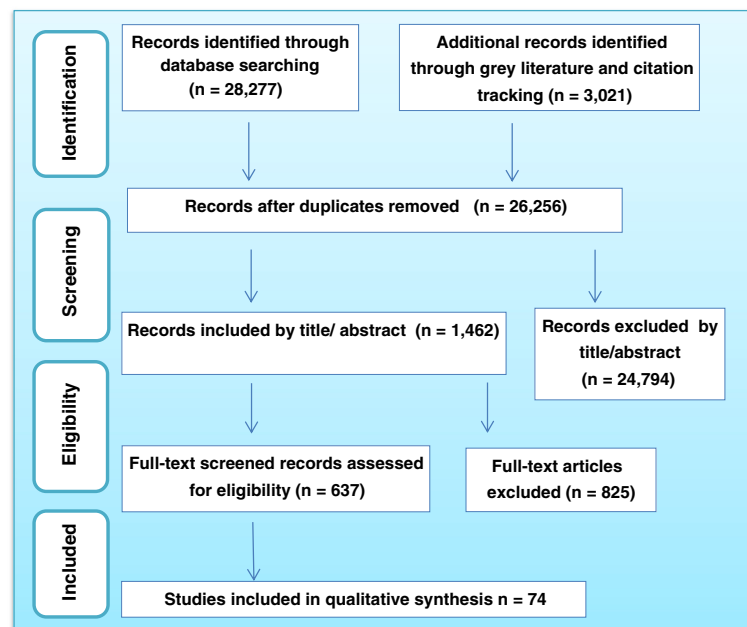 Identification
Records identified through
database searching
(n = 28,277)
Additional records identified
through grey literature and citation
tracking (n = 3,021)
Records after duplicates removed (n = 26,256)
Screening
Records included by title/ abstract (n = 1,462)
Records excluded by
title/abstract
(n = 24,794)
Eligibility
Full-text screened records assessed
for eligibility (n = 637)
Full-text articles
excluded (n = 825)
Included
Studies included in qualitative synthesis n = 74